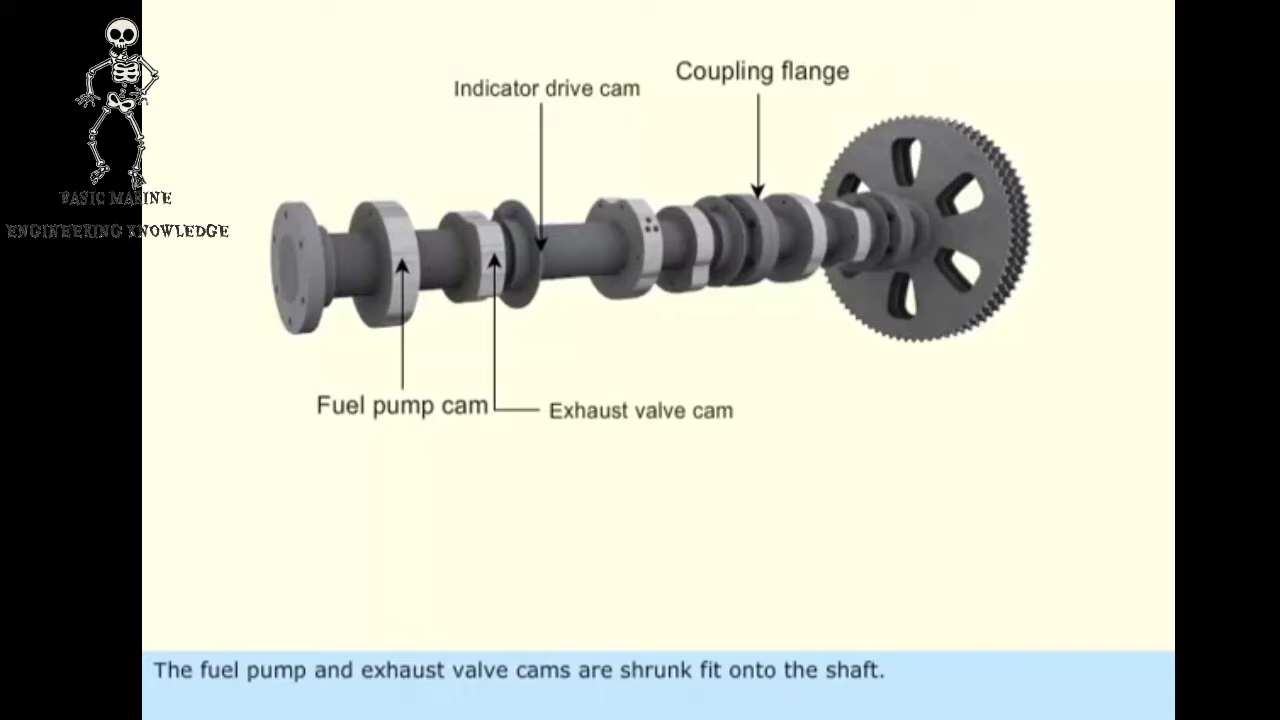 Coupling flange
Indicator drive cam
BASIC MARINE
ENGINEERING KNOWLEDGE
Fuel pump cam
Exhaust valve cam
The fuel pump and exhaust valve cams are shrunk fit onto the shaft.